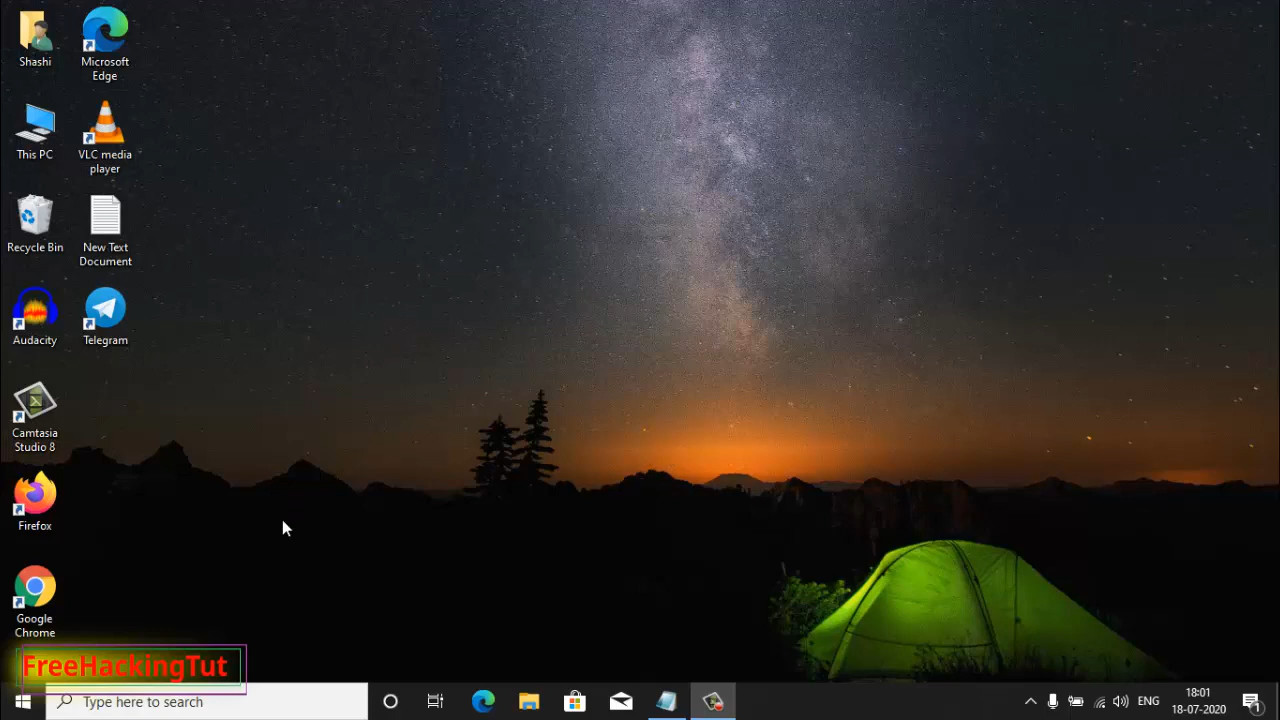 Shashi
Microsoft
Edge
This PC
VLC media
player
Recycle Bin
New Text
Document
Audacity
Telegram
Camtasia
Studio 8
Firefox
Google
Chrome
FreeHackingTut
Type here to search
ENG
18:01
18-07-2020
1